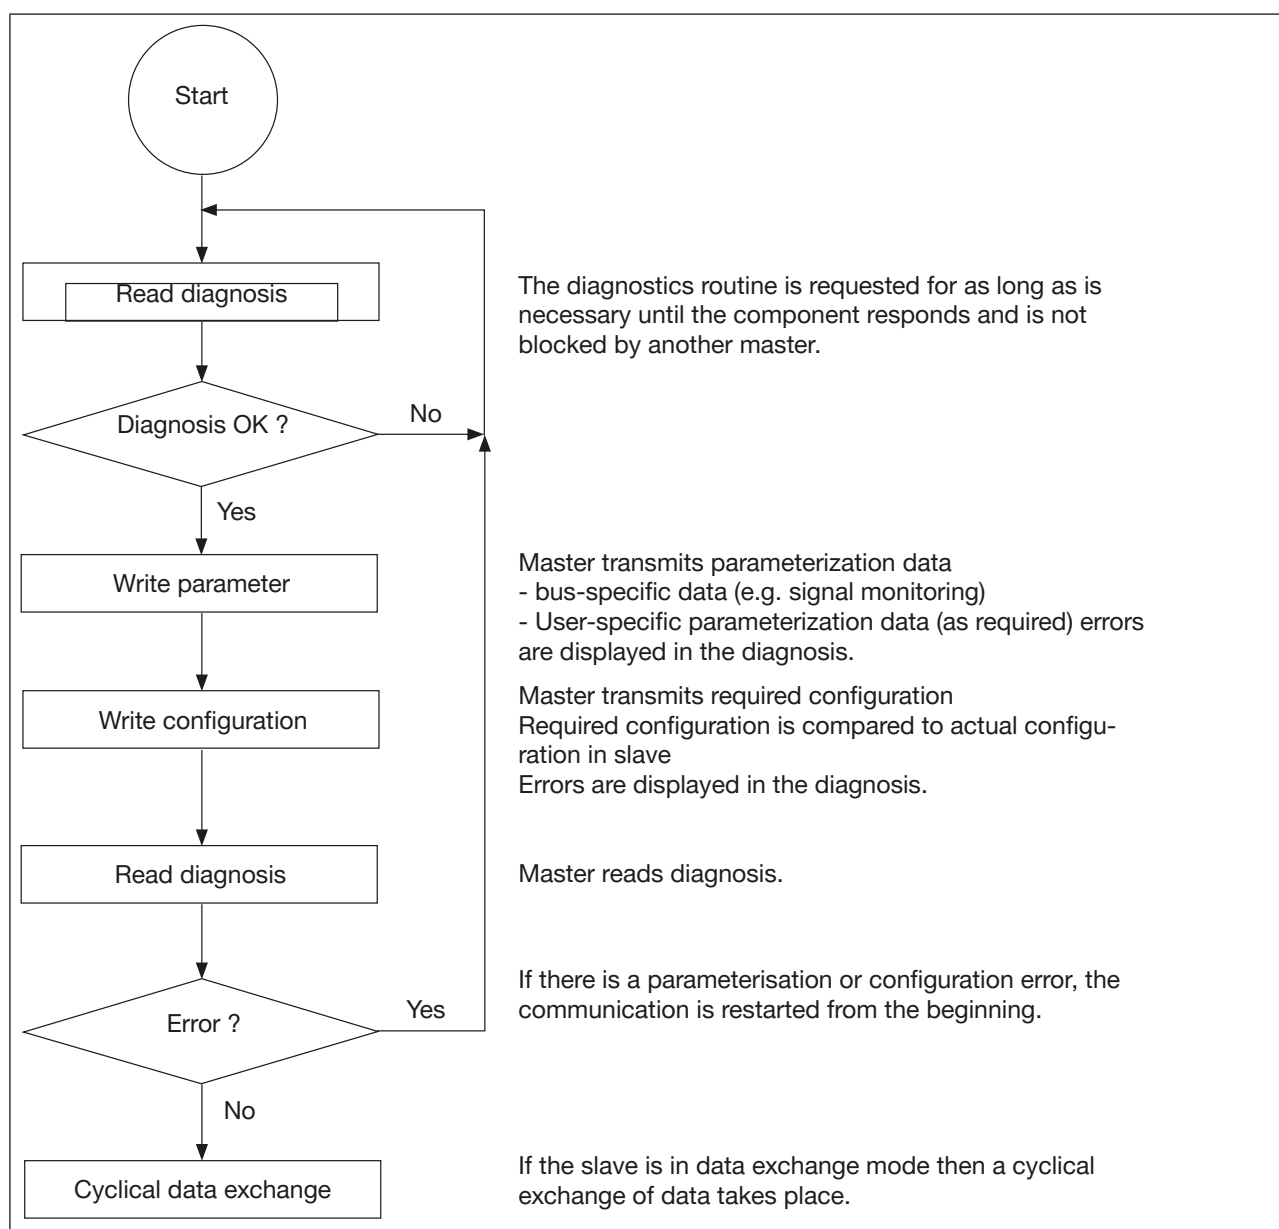 Start
Read diagnosis
The diagnostics routine is requested for as long as is
necessary until the component responds and is not
blocked by another master.
Diagnosis OK ?
No
Yes
Write parameter
Master transmits parameterization data
- bus-specific data (e.g. signal monitoring)
- User-specific parameterization data (as required) errors
are displayed in the diagnosis.
Write configuration
Master transmits required configuration
Required configuration is compared to actual configu-
ration in slave
Errors are displayed in the diagnosis.
Read diagnosis
Master reads diagnosis.
Error ?
Yes
If there is a parameterisation or configuration error, the
communication is restarted from the beginning.
No
Cyclical data exchange
If the slave is in data exchange mode then a cyclical
exchange of data takes place.